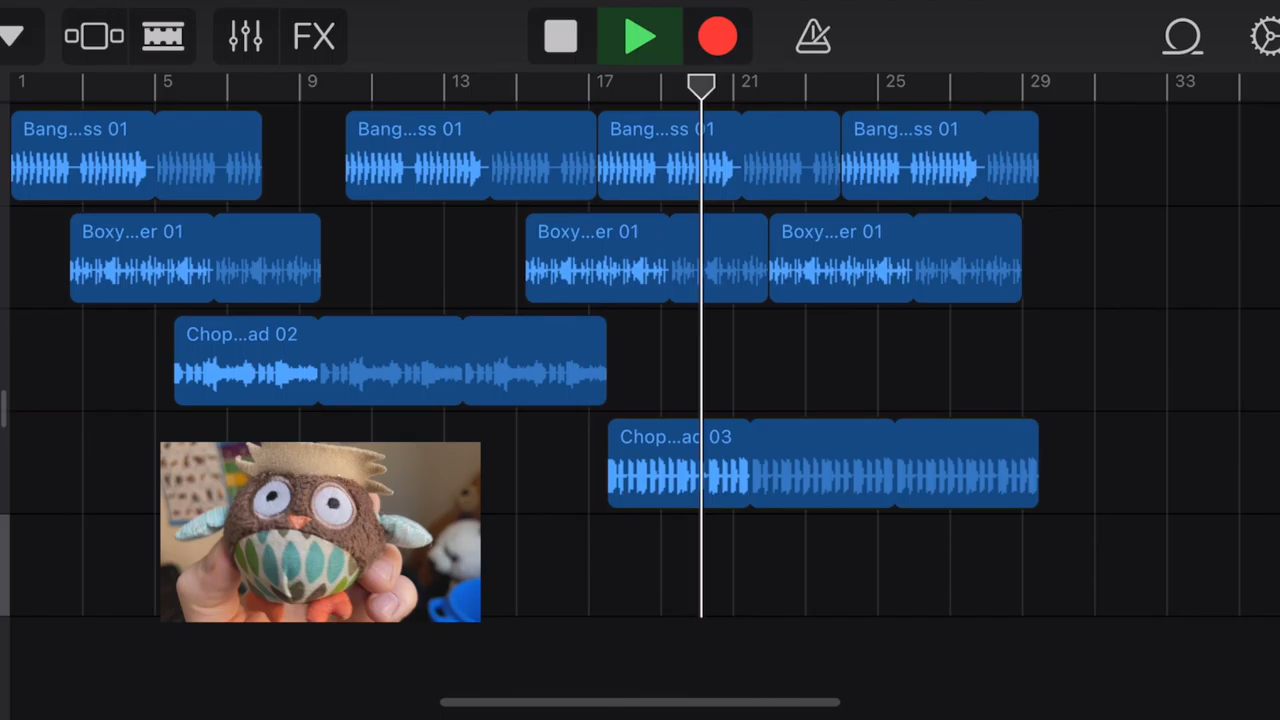 FX
1 5 9 13 17 21 25 29 33
Bang...ss 01 Bang...ss 01 Bang...ss 01 Bang...ss 01
Boxy...er 01 Boxy...er 01 Boxy...er 01
Chop...ad 02
Chop...ad 03